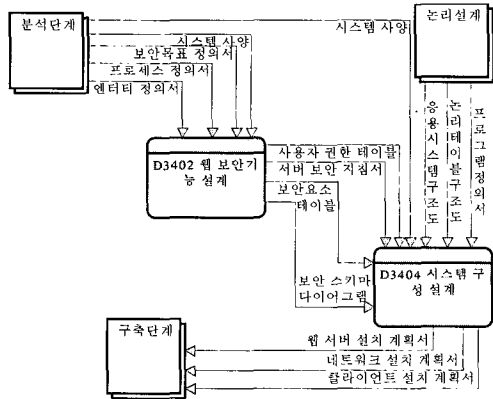 분석단계
시스템 사양
논리설계
시스템 사양
보안목표 정의서
프로세스 정의서
엔터티 정의서
응용시스템구조도
논리테이블구조도
프로그램정의서
D3402 웹 보안기
능 설계
사용자 권한 테이블
서버 보안 지침서
보안요소
테이블
보안 스키마
다이어그램
D3404 시스템 구
성 설계
구축단계
웹 서버 설치 계획서
네트워크 설치 계획서
클라이언트 설치 계획서